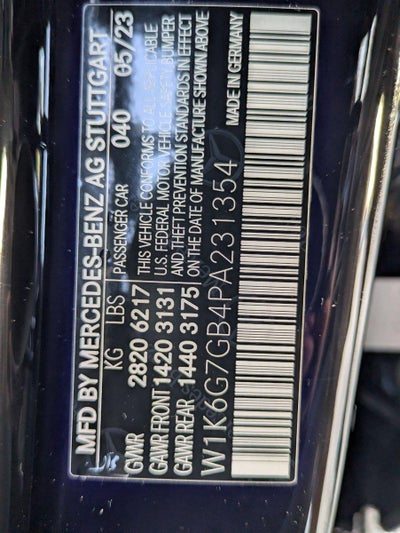 MFD BY MERCEDES-BENZ AG STUTTGART
KG LBS PASSENGER CAR 040 05/23
GVWR 2820 6217 THIS VEHICLE CONFORMS TO ALL APPLICABLE
GAWR FRONT 1420 3131 U.S. FEDERAL MOTOR VEHICLE SAFETY, BUMPER
GAWR REAR 1440 3175 AND THEFT PREVENTION STANDARDS IN EFFECT
ON THE DATE OF MANUFACTURE SHOWN ABOVE
W1K6G7GB4PA231354 MADE IN GERMANY